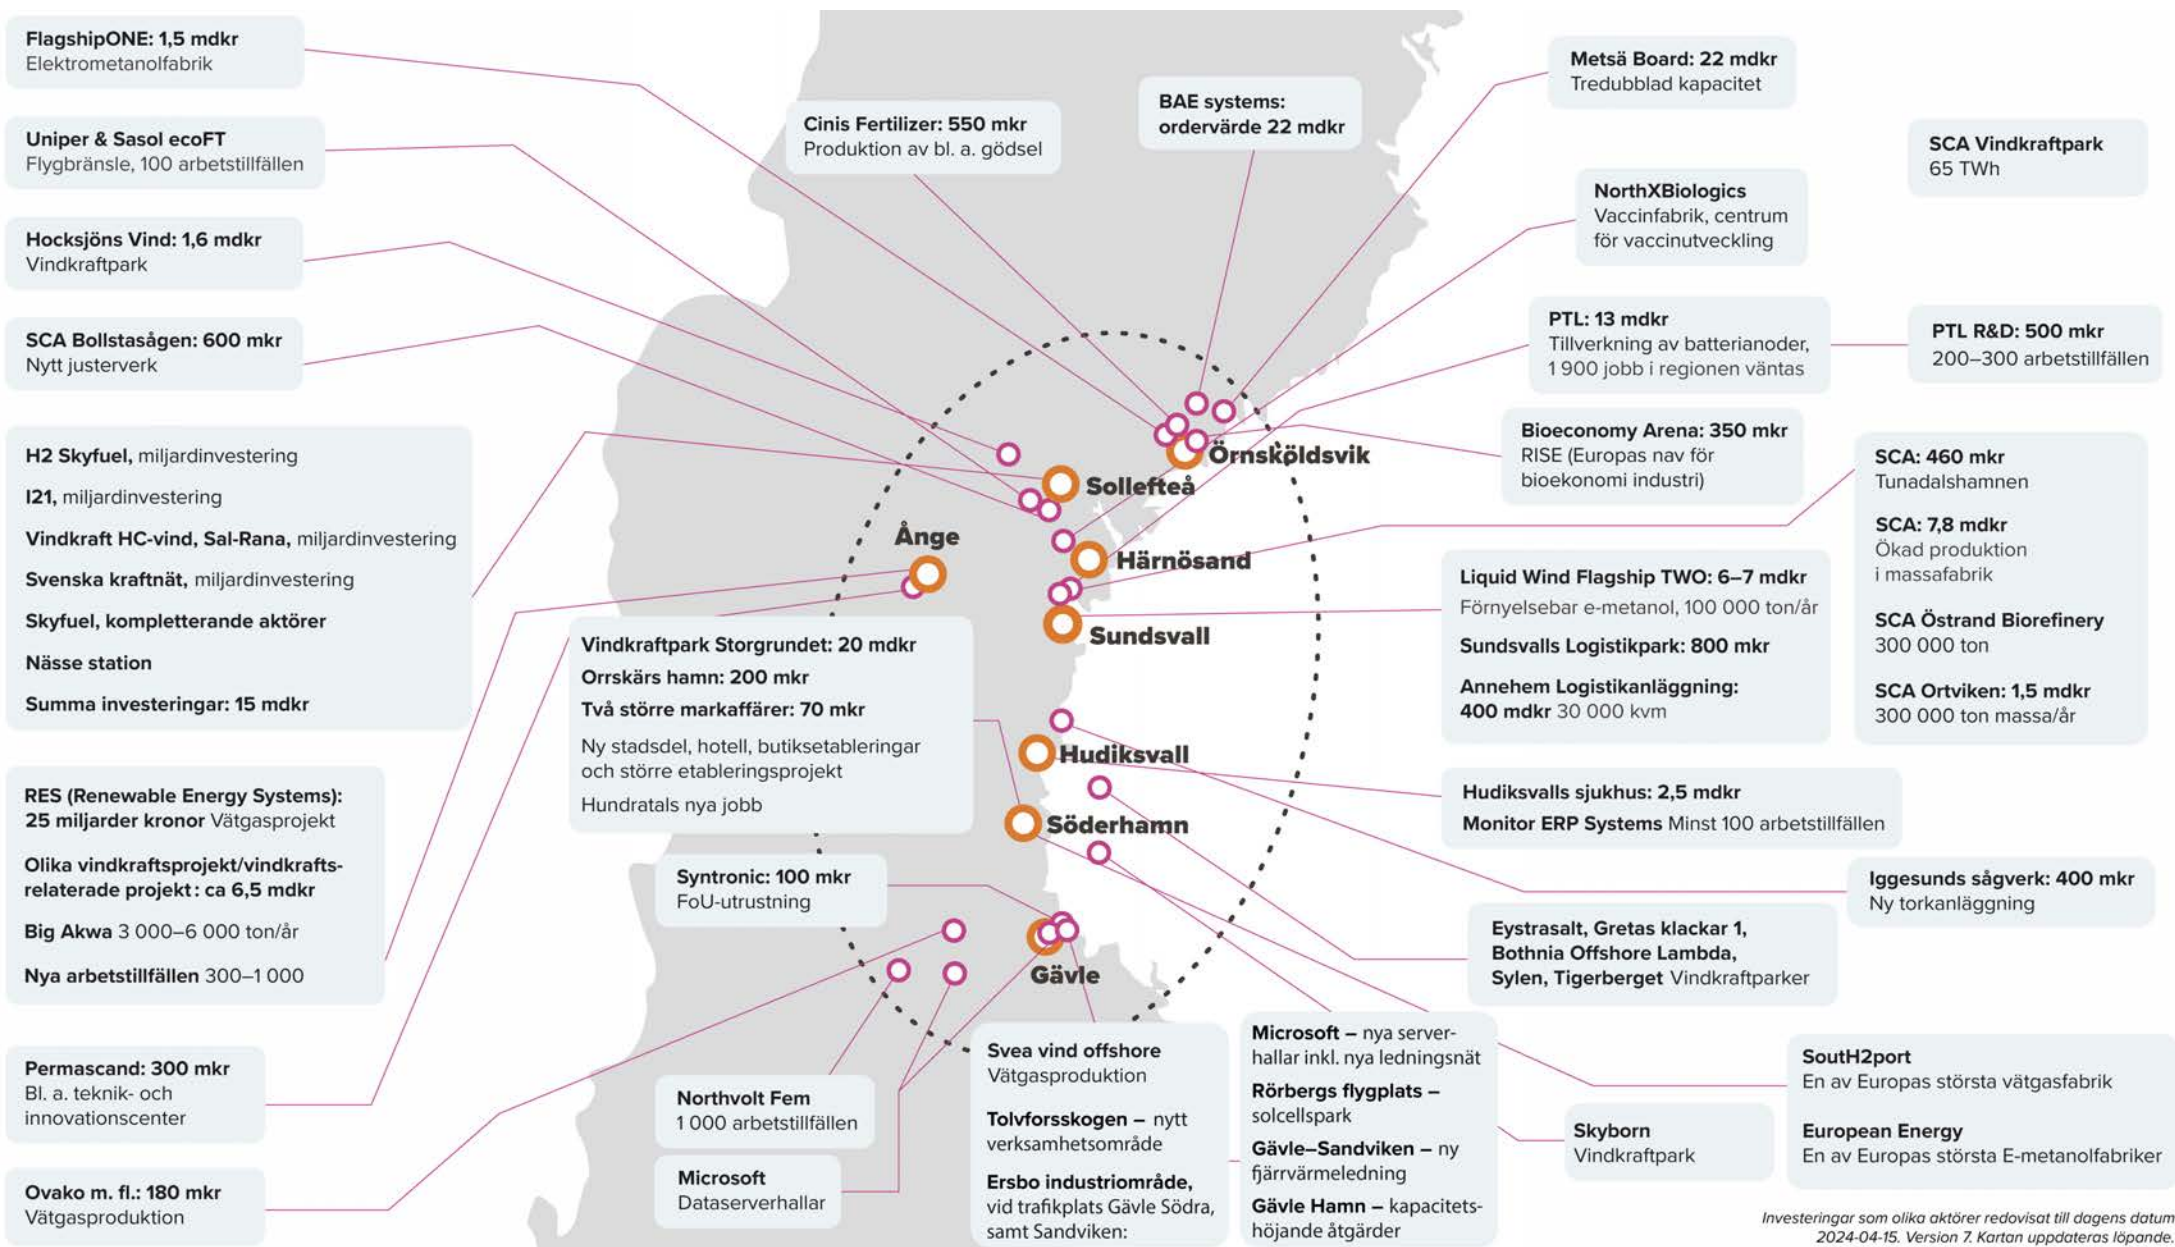 FlagshipONE: 1,5 mdkr
Elektrometanolfabrik
Uniper & Sasol ecoFT
Flygbränsle, 100 arbetstillfällen
Hocksjöns Vind: 1,6 mdkr
Vindkraftpark
SCA Bollstasågen: 600 mkr
Nytt justerverk
H2 Skyfuel, miljardinvestering
I21, miljardinvestering
Vindkraft HC-vind, Sal-Rana, miljardinvestering
Svenska kraftnät, miljardinvestering
Skyfuel, kompletterande aktörer
Nässe station
Summa investeringar: 15 mdkr
RES (Renewable Energy Systems):
25 miljarder kronor Vätgasprojekt
Olika vindkraftsprojekt/vindkrafts-
relaterade projekt: ca 6,5 mdkr
Big Akwa 3 000–6 000 ton/år
Nya arbetstillfällen 300–1 000
Permascand: 300 mkr
Bl. a. teknik- och
innovationscenter
Ovako m. fl.: 180 mkr
Vätgasproduktion
Cinis Fertilizer: 550 mkr
Produktion av bl. a. gödsel
BAE systems:
ordervärde 22 mdkr
Metsä Board: 22 mdkr
Tredubblad kapacitet
SCA Vindkraftpark
65 TWh
NorthXBiologics
Vaccinfabrik, centrum
för vaccinutveckling
PTL: 13 mdkr
Tillverkning av batterianoder,
1 900 jobb i regionen väntas
PTL R&D: 500 mkr
200–300 arbetstillfällen
Bioeconomy Arena: 350 mkr
RISE (Europas nav för
bioekonomi industri)
SCA: 460 mkr
Tunadalshamnen
SCA: 7,8 mdkr
Ökad produktion
i massafabrik
SCA Östrand Biorefinery
300 000 ton
SCA Ortviken: 1,5 mdkr
300 000 ton massa/år
Liquid Wind Flagship TWO: 6–7 mdkr
Förnyelsebar e-metanol, 100 000 ton/år
Sundsvalls Logistikpark: 800 mkr
Annehem Logistikanläggning:
400 mdkr 30 000 kvm
Örnsköldsvik
Sollefteå
Ånge
Härnösand
Sundsvall
Hudiksvall
Söderhamn
Gävle
Vindkraftpark Storgrundet: 20 mdkr
Orrskärs hamn: 200 mkr
Två större markaffärer: 70 mkr
Ny stadsdel, hotell, butiksetableringar
och större etableringsprojekt
Hundratals nya jobb
Hudiksvalls sjukhus: 2,5 mdkr
Monitor ERP Systems Minst 100 arbetstillfällen
Iggesunds sågverk: 400 mkr
Ny torkanläggning
Syntronic: 100 mkr
FoU-utrustning
Eystrasalt, Gretas klackar 1,
Bothnia Offshore Lambda,
Sylen, Tigerberget Vindkraftparker
Northvolt Fem
1 000 arbetstillfällen
Microsoft
Dataserverhallar
Svea vind offshore
Vätgasproduktion
Tolvforsskogen – nytt
verksamhetsområde
Ersbo industriområde,
vid trafikplats Gävle Södra,
samt Sandviken:
Microsoft – nya server-
hallar inkl. nya ledningsnät
Rörbergs flygplats –
solcellspark
Gävle–Sandviken – ny
fjärrvärmeledning
Gävle Hamn – kapacitets-
höjande åtgärder
Skyborn
Vindkraftpark
SoutH2port
En av Europas största vätgasfabrik
European Energy
En av Europas största E-metanolfabriker
Investeringar som olika aktörer redovisat till dagens datum
2024-04-15. Version 7. Kartan uppdateras löpande.